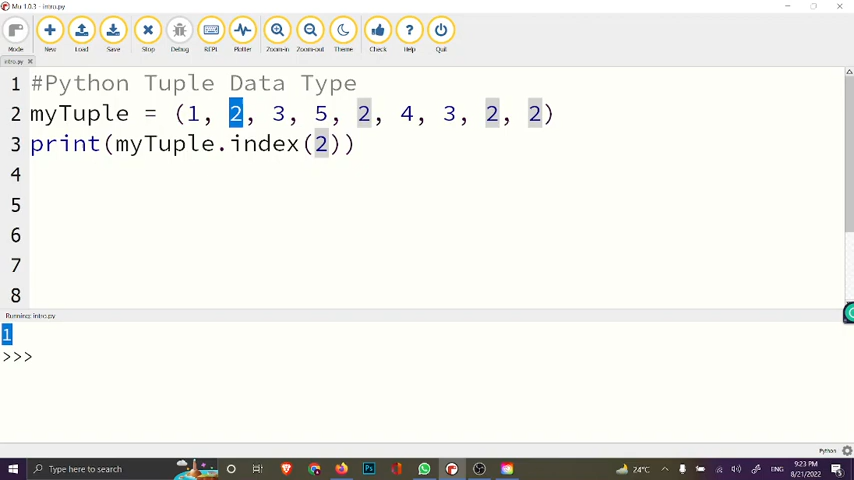 Mu 1.0.3 - intro.py
Mode New Load Save Stop Debug REPL Plotter Zoom-in Zoom-out Theme Check Help Quit
intro.py
1 #Python Tuple Data Type
2 myTuple = (1, 2, 3, 5, 2, 4, 3, 2, 2)
3 print(myTuple.index(2))
4
5
6
7
8
Running: intro.py
1
>>>
Python
Type here to search
24°C ENG 9:23 PM
8/21/2022